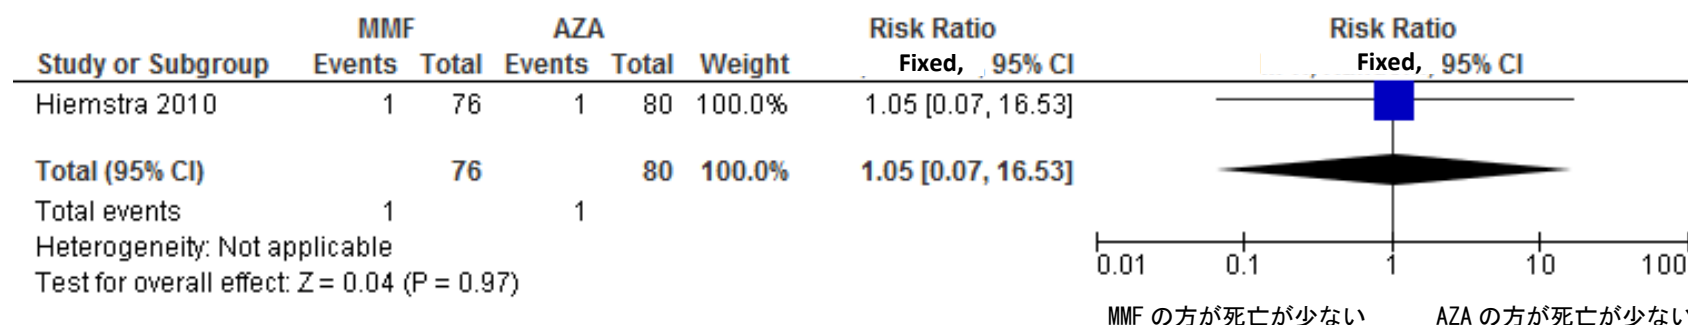 MMF AZA Risk Ratio Risk Ratio
Study or Subgroup Events Total Events Total Weight Fixed, 95% CI Fixed, 95% CI
Hiemstra 2010 1 76 1 80 100.0% 1.05 [0.07, 16.53]
Total (95% CI) 76 80 100.0% 1.05 [0.07, 16.53]
Total events 1 1
Heterogeneity: Not applicable
Test for overall effect: Z = 0.04 (P = 0.97)
0.01 0.1 1 10 100
MMF の方が死亡が少ない AZA の方が死亡が少ない